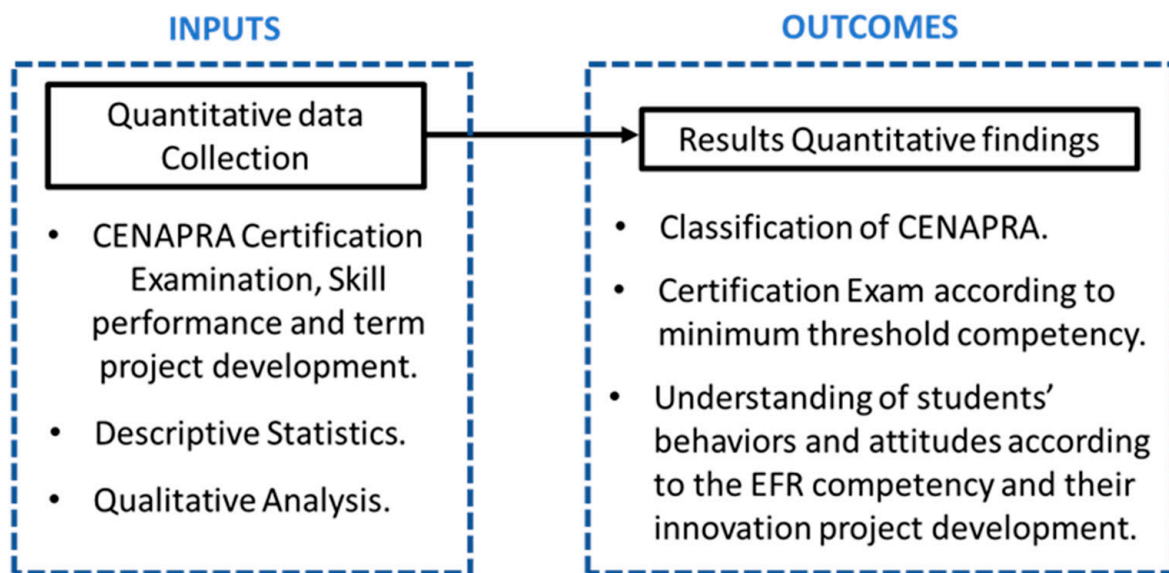 INPUTS
Quantitative data
Collection
• CENAPRA Certification
Examination, Skill
performance and term
project development.
• Descriptive Statistics.
• Qualitative Analysis.
OUTCOMES
Results Quantitative findings
• Classification of CENAPRA.
• Certification Exam according to
minimum threshold competency.
• Understanding of students’
behaviors and attitudes according
to the EFR competency and their
innovation project development.